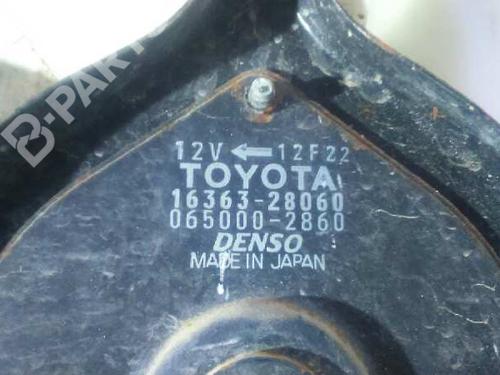 B-PARTS
12V ← 12F22
TOYOTA
16363-28060
065000-2860
DENSO
MADE IN JAPAN